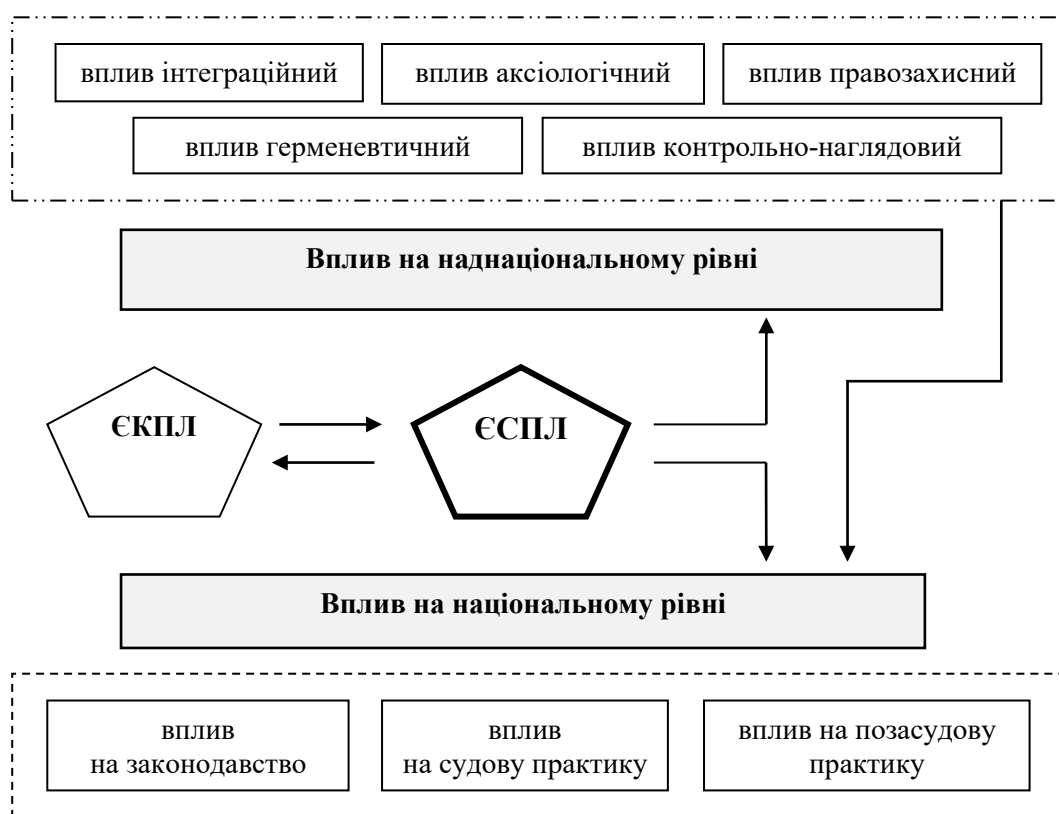 вплив інтеграційний
вплив аксіологічний
вплив правозахисний
вплив герменевтичний
вплив контрольно-наглядовий
Вплив на наднаціональному рівні
ЄКПЛ
ЄСПЛ
Вплив на національному рівні
вплив
на законодавство
вплив
на судову практику
вплив на позасудову
практику